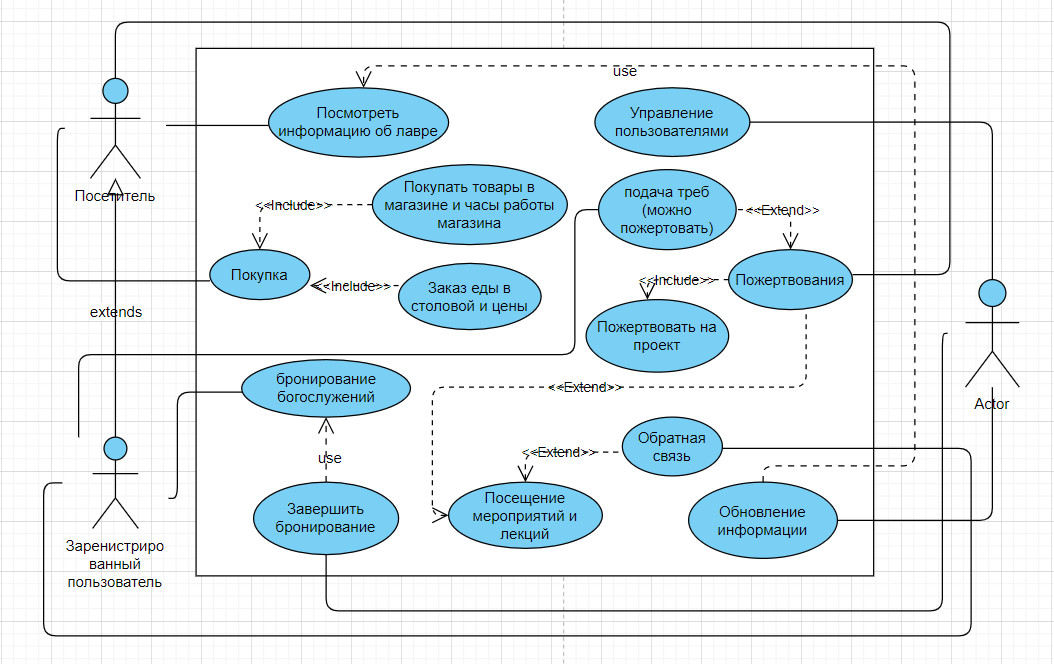 use
Посмотреть
информацию об лавре
Управление
пользователями
Посетитель
Покупать товары в
магазине и часы работы
магазина
подача треб
(можно
пожертовать)
<<Include>>
<<Extend>>
Покупка
<<Include>>
Заказ еды в
столовой и цены
<<Include>>
Пожертвования
extends
Пожертвовать на
проект
бронирование
богослужений
<<Extend>>
Actor
use
<<Extend>>
Обратная
связь
Завершить
бронирование
Посещение
мероприятий и
лекций
Обновление
информации
Заренистриро
ванный
пользователь